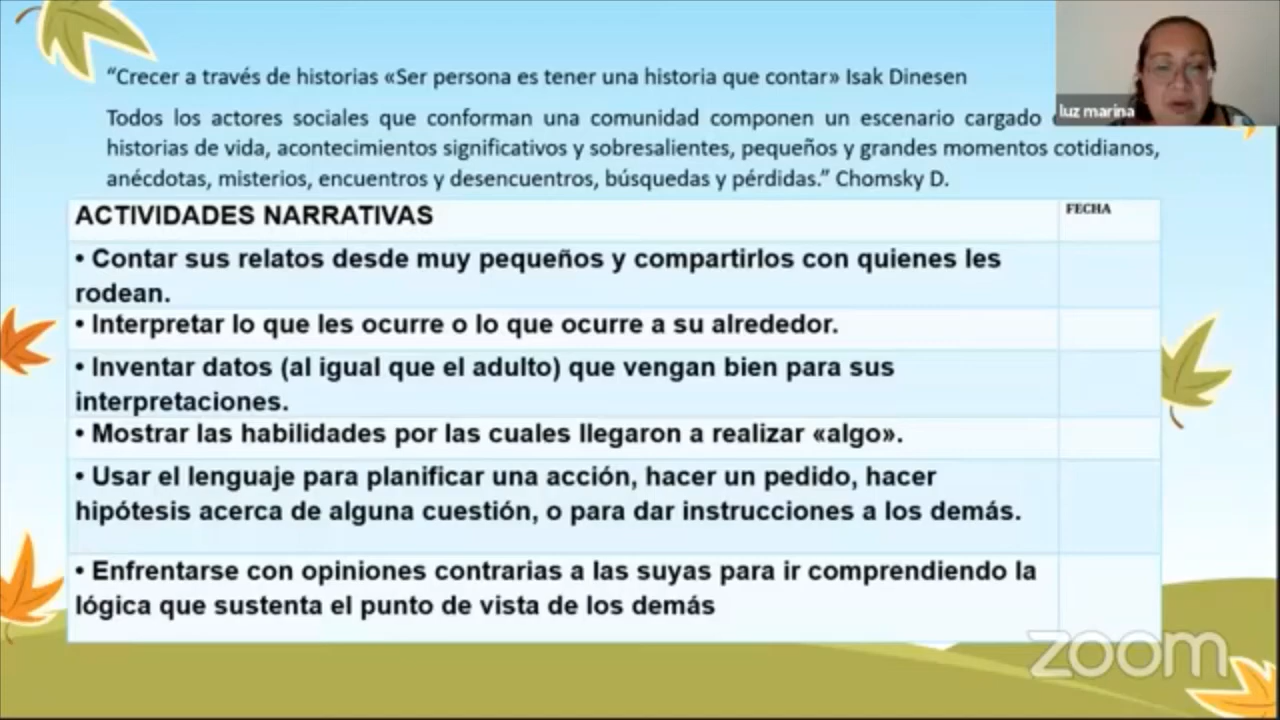 “Crecer a través de historias «Ser persona es tener una historia que contar» Isak Dinesen
luz marina
Todos los actores sociales que conforman una comunidad componen un escenario cargado
historias de vida, acontecimientos significativos y sobresalientes, pequeños y grandes momentos cotidianos,
anécdotas, misterios, encuentros y desencuentros, búsquedas y pérdidas.” Chomsky D.
ACTIVIDADES NARRATIVAS
FECHA
• Contar sus relatos desde muy pequeños y compartirlos con quienes les
rodean.
• Interpretar lo que les ocurre o lo que ocurre a su alrededor.
• Inventar datos (al igual que el adulto) que vengan bien para sus
interpretaciones.
• Mostrar las habilidades por las cuales llegaron a realizar «algo».
• Usar el lenguaje para planificar una acción, hacer un pedido, hacer
hipótesis acerca de alguna cuestión, o para dar instrucciones a los demás.
• Enfrentarse con opiniones contrarias a las suyas para ir comprendiendo la
lógica que sustenta el punto de vista de los demás
zoom